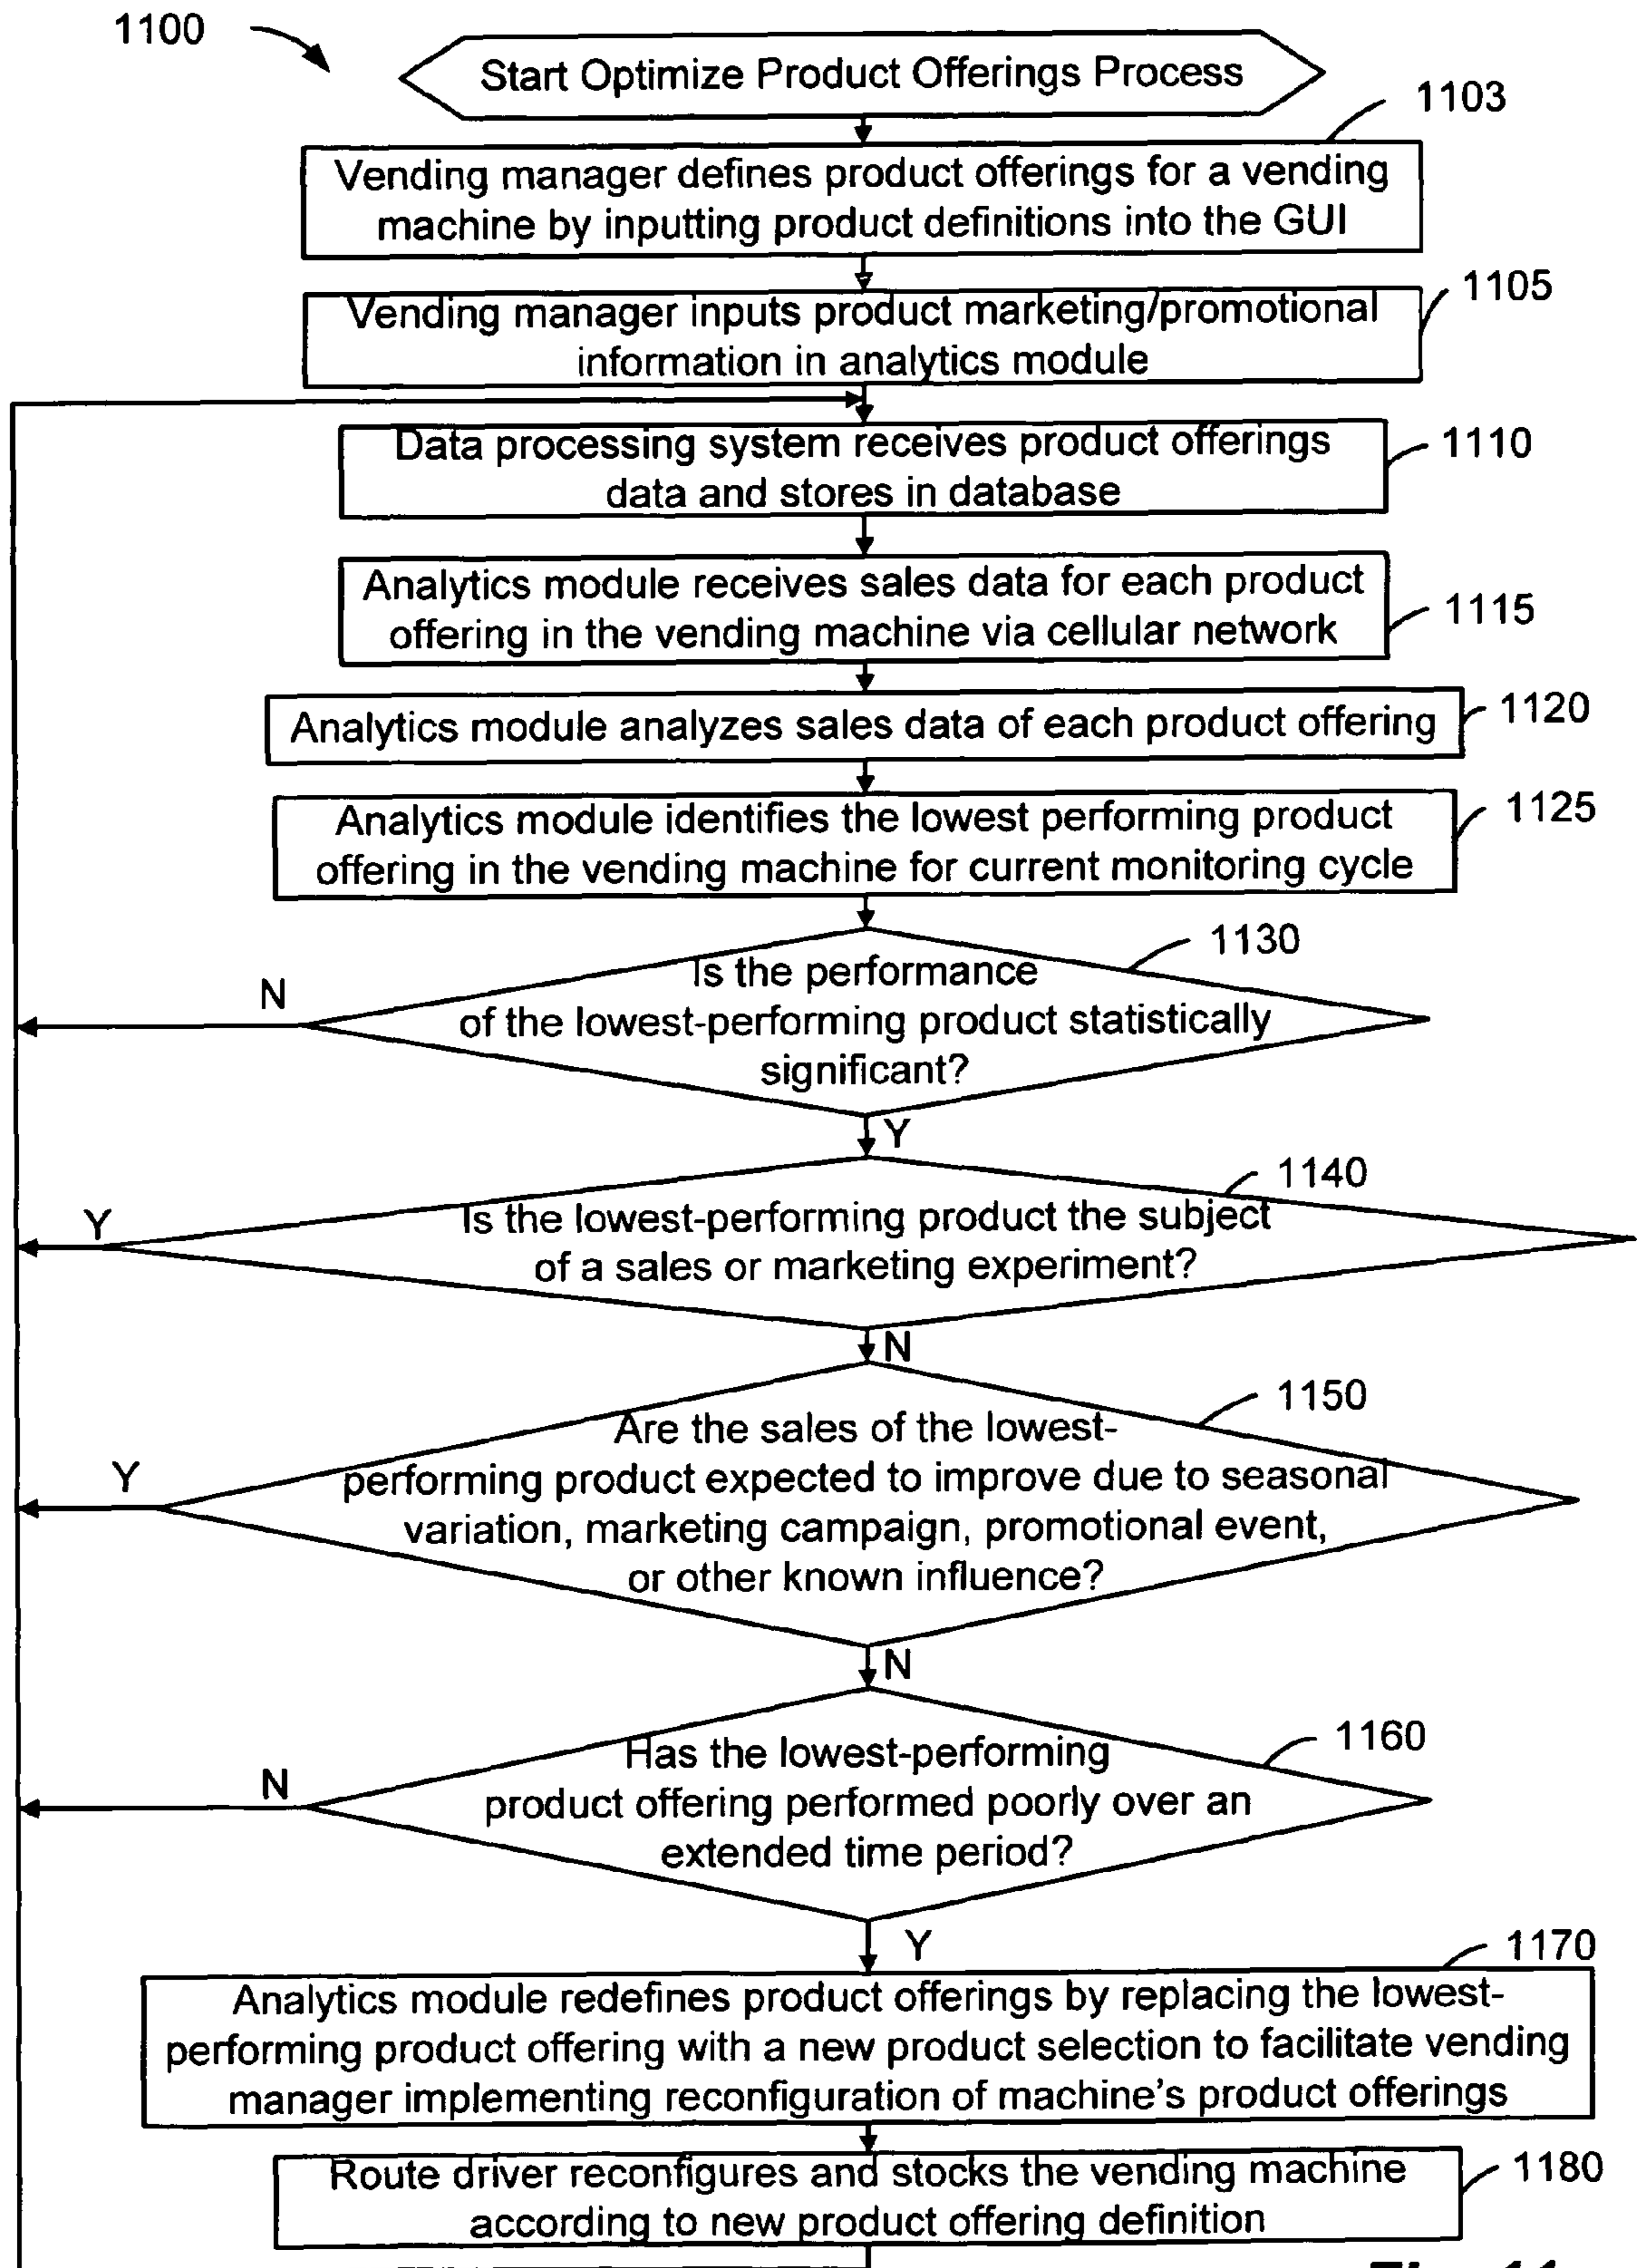 1100
Start Optimize Product Offerings Process
1103
Vending manager defines product offerings for a vending
machine by inputting product definitions into the GUI
1105
Vending manager inputs product marketing/promotional
information in analytics module
Data processing system receives product offerings
data and stores in database
1110
Analytics module receives sales data for each product
offering in the vending machine via cellular network
1115
Analytics module analyzes sales data of each product offering
1120
Analytics module identifies the lowest performing product
offering in the vending machine for current monitoring cycle
1125
1130
Is the performance
of the lowest-performing product statistically
significant?
N
Y
1140
Is the lowest-performing product the subject
of a sales or marketing experiment?
Y
N
1150
Are the sales of the lowest-
performing product expected to improve due to seasonal
variation, marketing campaign, promotional event,
or other known influence?
Y
N
1160
Has the lowest-performing
product offering performed poorly over an
extended time period?
N
Y
1170
Analytics module redefines product offerings by replacing the lowest-
performing product offering with a new product selection to facilitate vending
manager implementing reconfiguration of machine's product offerings
Route driver reconfigures and stocks the vending machine
according to new product offering definition
1180